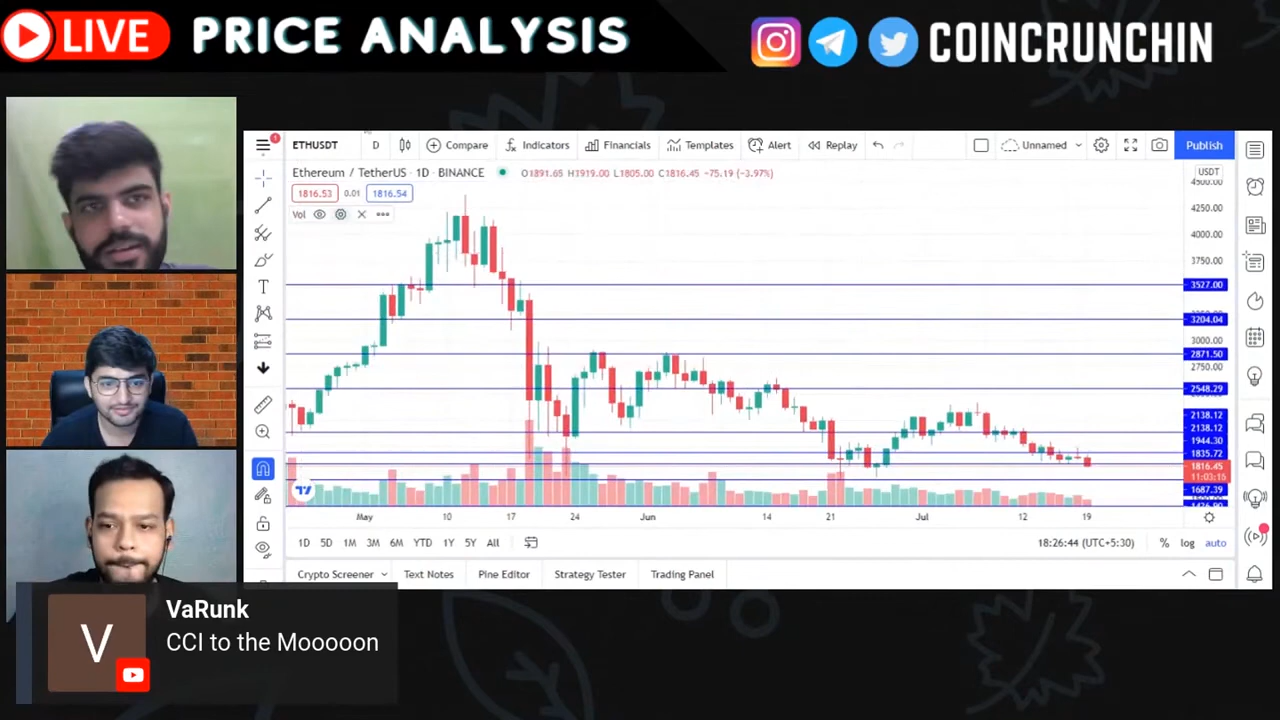 LIVE PRICE ANALYSIS COINCRUNCHIN
ETHUSDT D Compare Indicators Financials Templates Alert Replay Unnamed Publish
Ethereum / TetherUS · 1D · BINANCE O1891.65 H1919.00 L1805.00 C1816.45 −75.19 (−3.97%) USDT
1816.53 0.01 1816.54
Vol
4500.00
4250.00
4000.00
3750.00
3527.00
3204.04
3000.00
2871.50
2750.00
2548.29
2138.12
2138.12
1944.30
1835.72
1816.45
11:03:15
1687.39
May 10 17 24 Jun 14 21 Jul 12 19
1D 5D 1M 3M 6M YTD 1Y 5Y All 18:26:44 (UTC+5:30) % log auto
Crypto Screener Text Notes Pine Editor Strategy Tester Trading Panel
V
VaRunk
CCI to the Mooooon